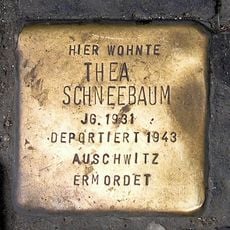 HIER WOHNTE
THEA
SCHNEEBAUM
JG. 1931
DEPORTIERT 1943
AUSCHWITZ
ERMORDET